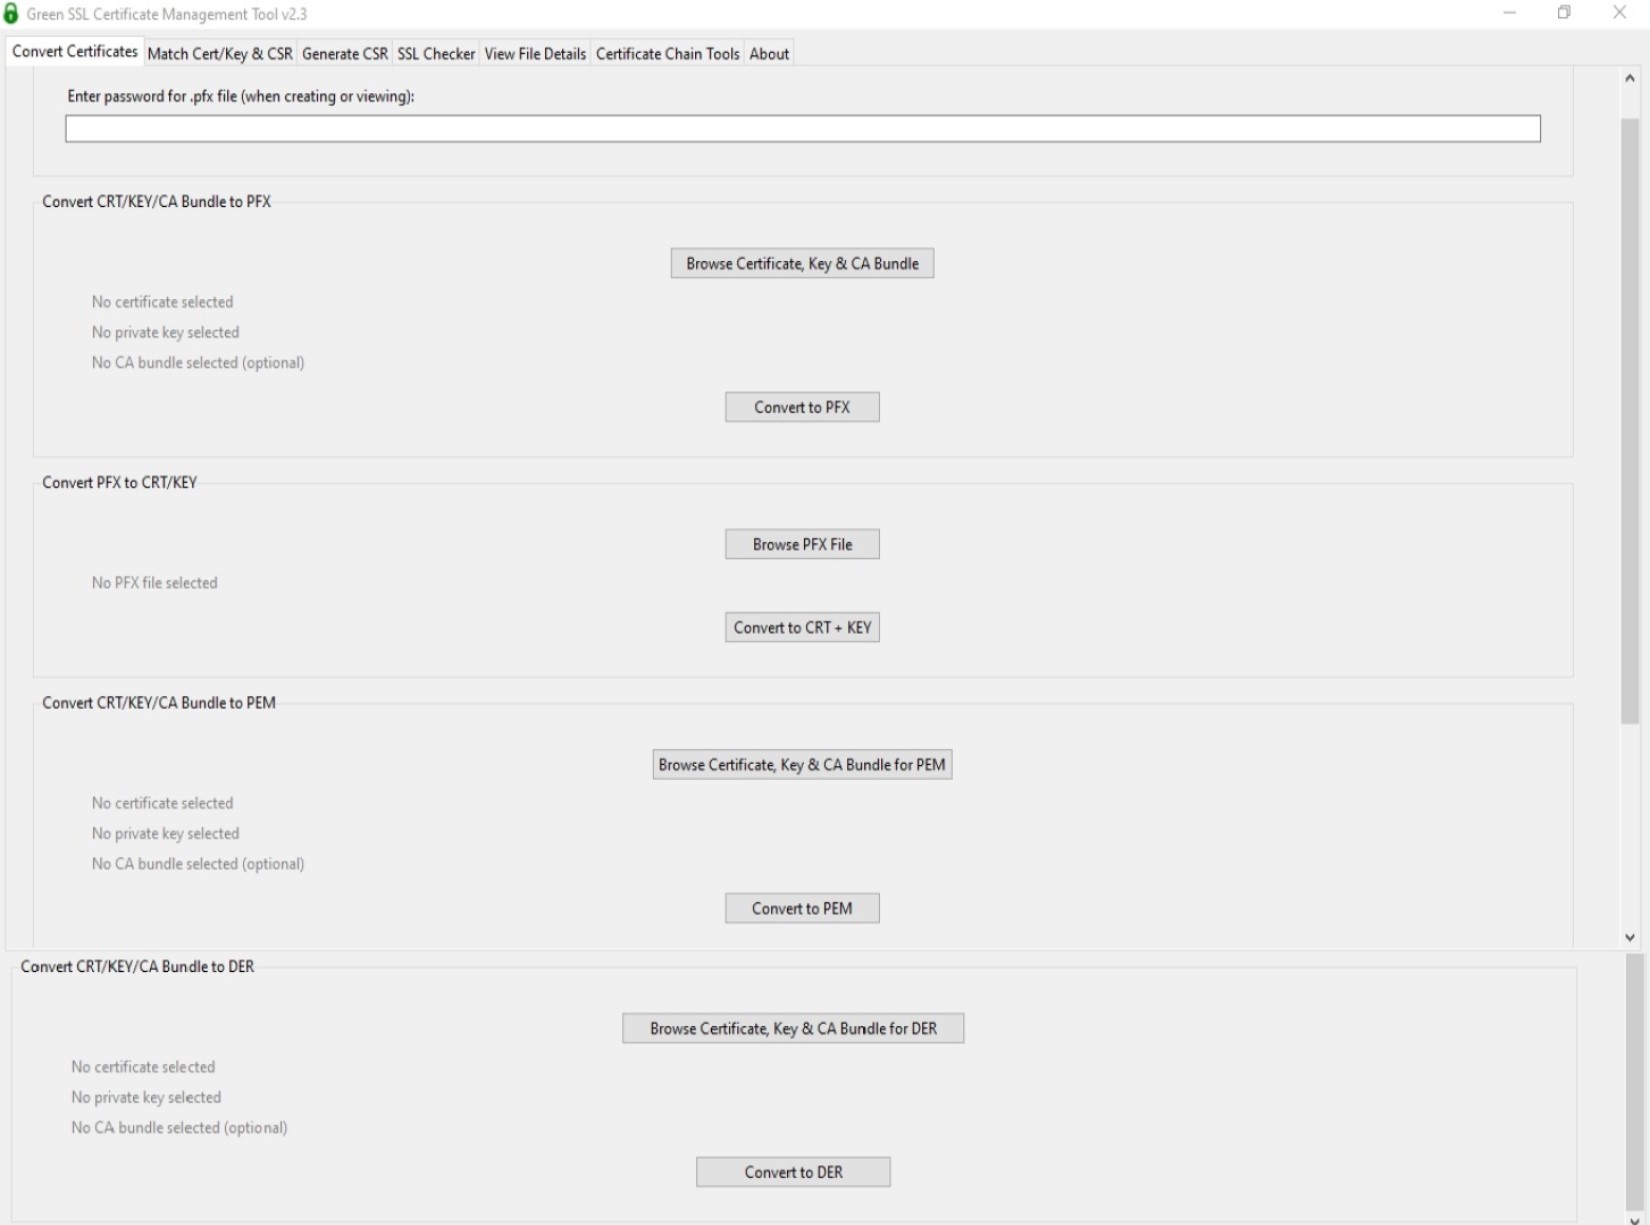 Green SSL Certificate Management Tool v2.3
Convert Certificates Match Cert/Key & CSR Generate CSR SSL Checker View File Details Certificate Chain Tools About
Enter password for .pfx file (when creating or viewing):
Convert CRT/KEY/CA Bundle to PFX
Browse Certificate, Key & CA Bundle
No certificate selected
No private key selected
No CA bundle selected (optional)
Convert to PFX
Convert PFX to CRT/KEY
Browse PFX File
No PFX file selected
Convert to CRT + KEY
Convert CRT/KEY/CA Bundle to PEM
Browse Certificate, Key & CA Bundle for PEM
No certificate selected
No private key selected
No CA bundle selected (optional)
Convert to PEM
Convert CRT/KEY/CA Bundle to DER
Browse Certificate, Key & CA Bundle for DER
No certificate selected
No private key selected
No CA bundle selected (optional)
Convert to DER